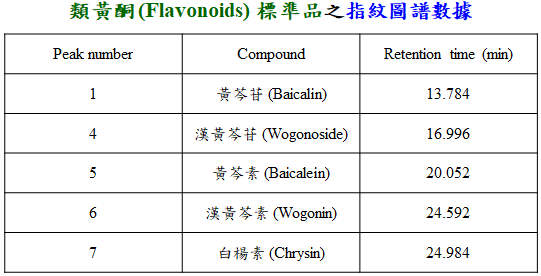 類黃酮(Flavonoids) 標準品之指紋圖譜數據
Peak number Compound Retention time (min)
1 黃芩苷 (Baicalin) 13.784
4 漢黃芩苷 (Wogonoside) 16.996
5 黃芩素 (Baicalein) 20.052
6 漢黃芩素 (Wogonin) 24.592
7 白楊素 (Chrysin) 24.984